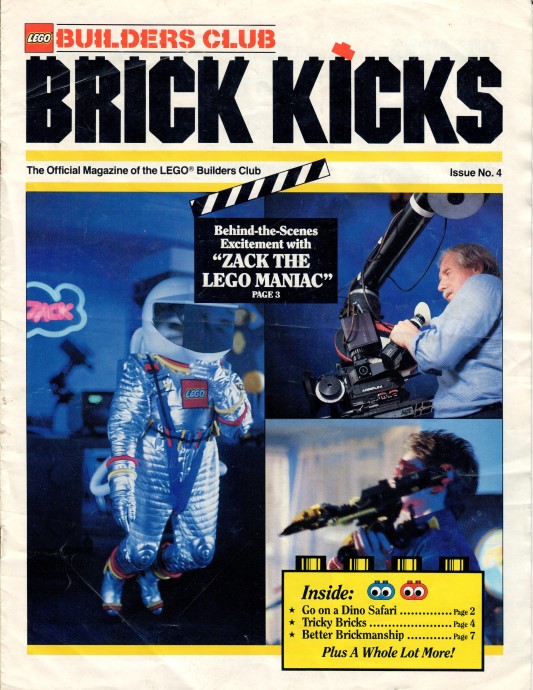 LEGO BUILDERS CLUB
BRICK KICKS
The Official Magazine of the LEGO® Builders Club
Issue No. 4
Behind-the-Scenes
Excitement with
"ZACK THE
LEGO MANIAC"
PAGE 3
ZACK
LEGO
Inside:
★ Go on a Dino Safari .............. Page 2
★ Tricky Bricks ...................... Page 4
★ Better Brickmanship ........... Page 7
Plus A Whole Lot More!